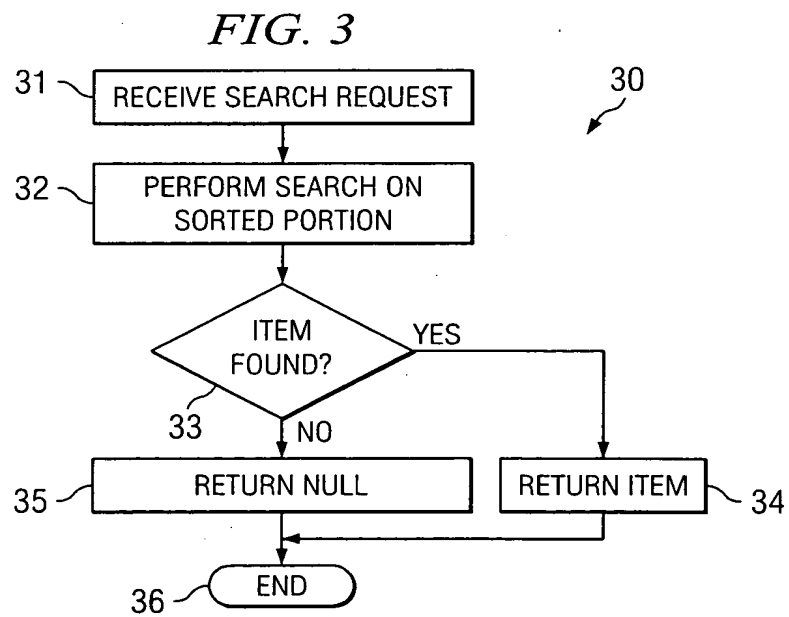 FIG. 3
31
RECEIVE SEARCH REQUEST
30
32
PERFORM SEARCH ON
SORTED PORTION
ITEM
FOUND?
YES
33
NO
35
RETURN NULL
RETURN ITEM
34
36
END